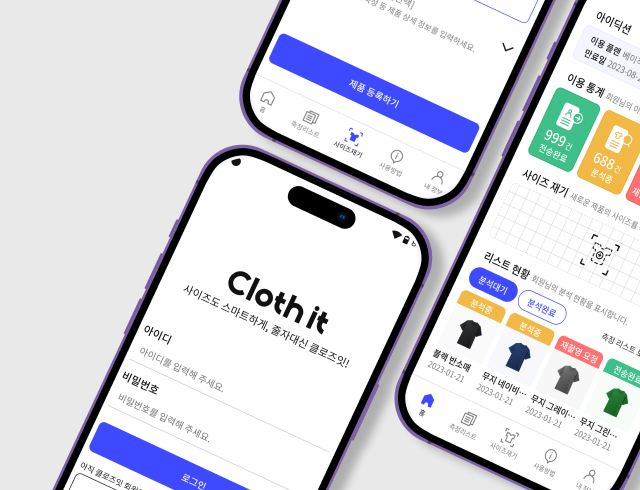 정 등 제품 상세 정보를 입력하세요.
제품 등록하기
홈
측정리스트
사이즈재기
사용방법
내 정보
Cloth it
사이즈도 스마트하게, 줄자대신 클로즈잇!
아이디
아이디를 입력해 주세요.
비밀번호
비밀번호를 입력해 주세요.
로그인
아직 클로즈잇 회원
아이딕션
이용 플랜 베이
만료일 2023-08-
이용 통계 회원님의 이
999건
전송완료
688건
분석중
사이즈 재기 새로운 제품의 사이즈를
리스트 현황 회원님의 분석 현황을 표시합니다.
분석대기
분석완료
측정 리스트
분석중
분석중
재촬영 요청
전송완료
블랙 반소매
2023-01-21
무지 네이비…
2023-01-21
무지 그레이…
2023-01-21
무지 그린…
2023-01-21
홈
측정리스트
사이즈재기
사용방법
내 정